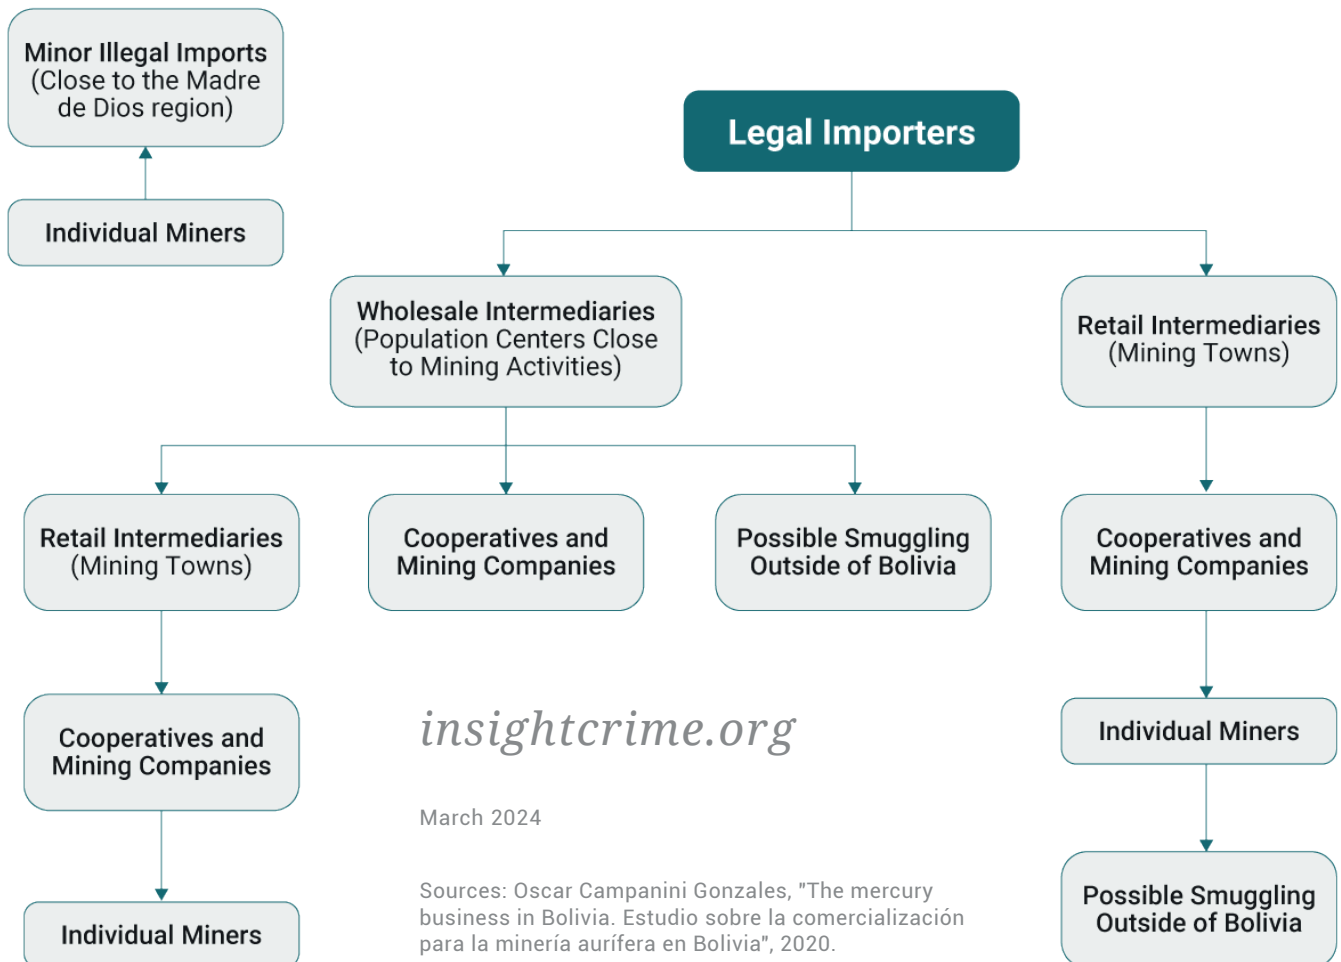 Minor Illegal Imports
(Close to the Madre
de Dios region)
Individual Miners
Legal Importers
Wholesale Intermediaries
(Population Centers Close
to Mining Activities)
Retail Intermediaries
(Mining Towns)
Retail Intermediaries
(Mining Towns)
Cooperatives and
Mining Companies
Possible Smuggling
Outside of Bolivia
Cooperatives and
Mining Companies
Cooperatives and
Mining Companies
Individual Miners
Individual Miners
Possible Smuggling
Outside of Bolivia
insightcrime.org
March 2024
Sources: Oscar Campanini Gonzales, "The mercury
business in Bolivia. Estudio sobre la comercialización
para la minería aurífera en Bolivia", 2020.